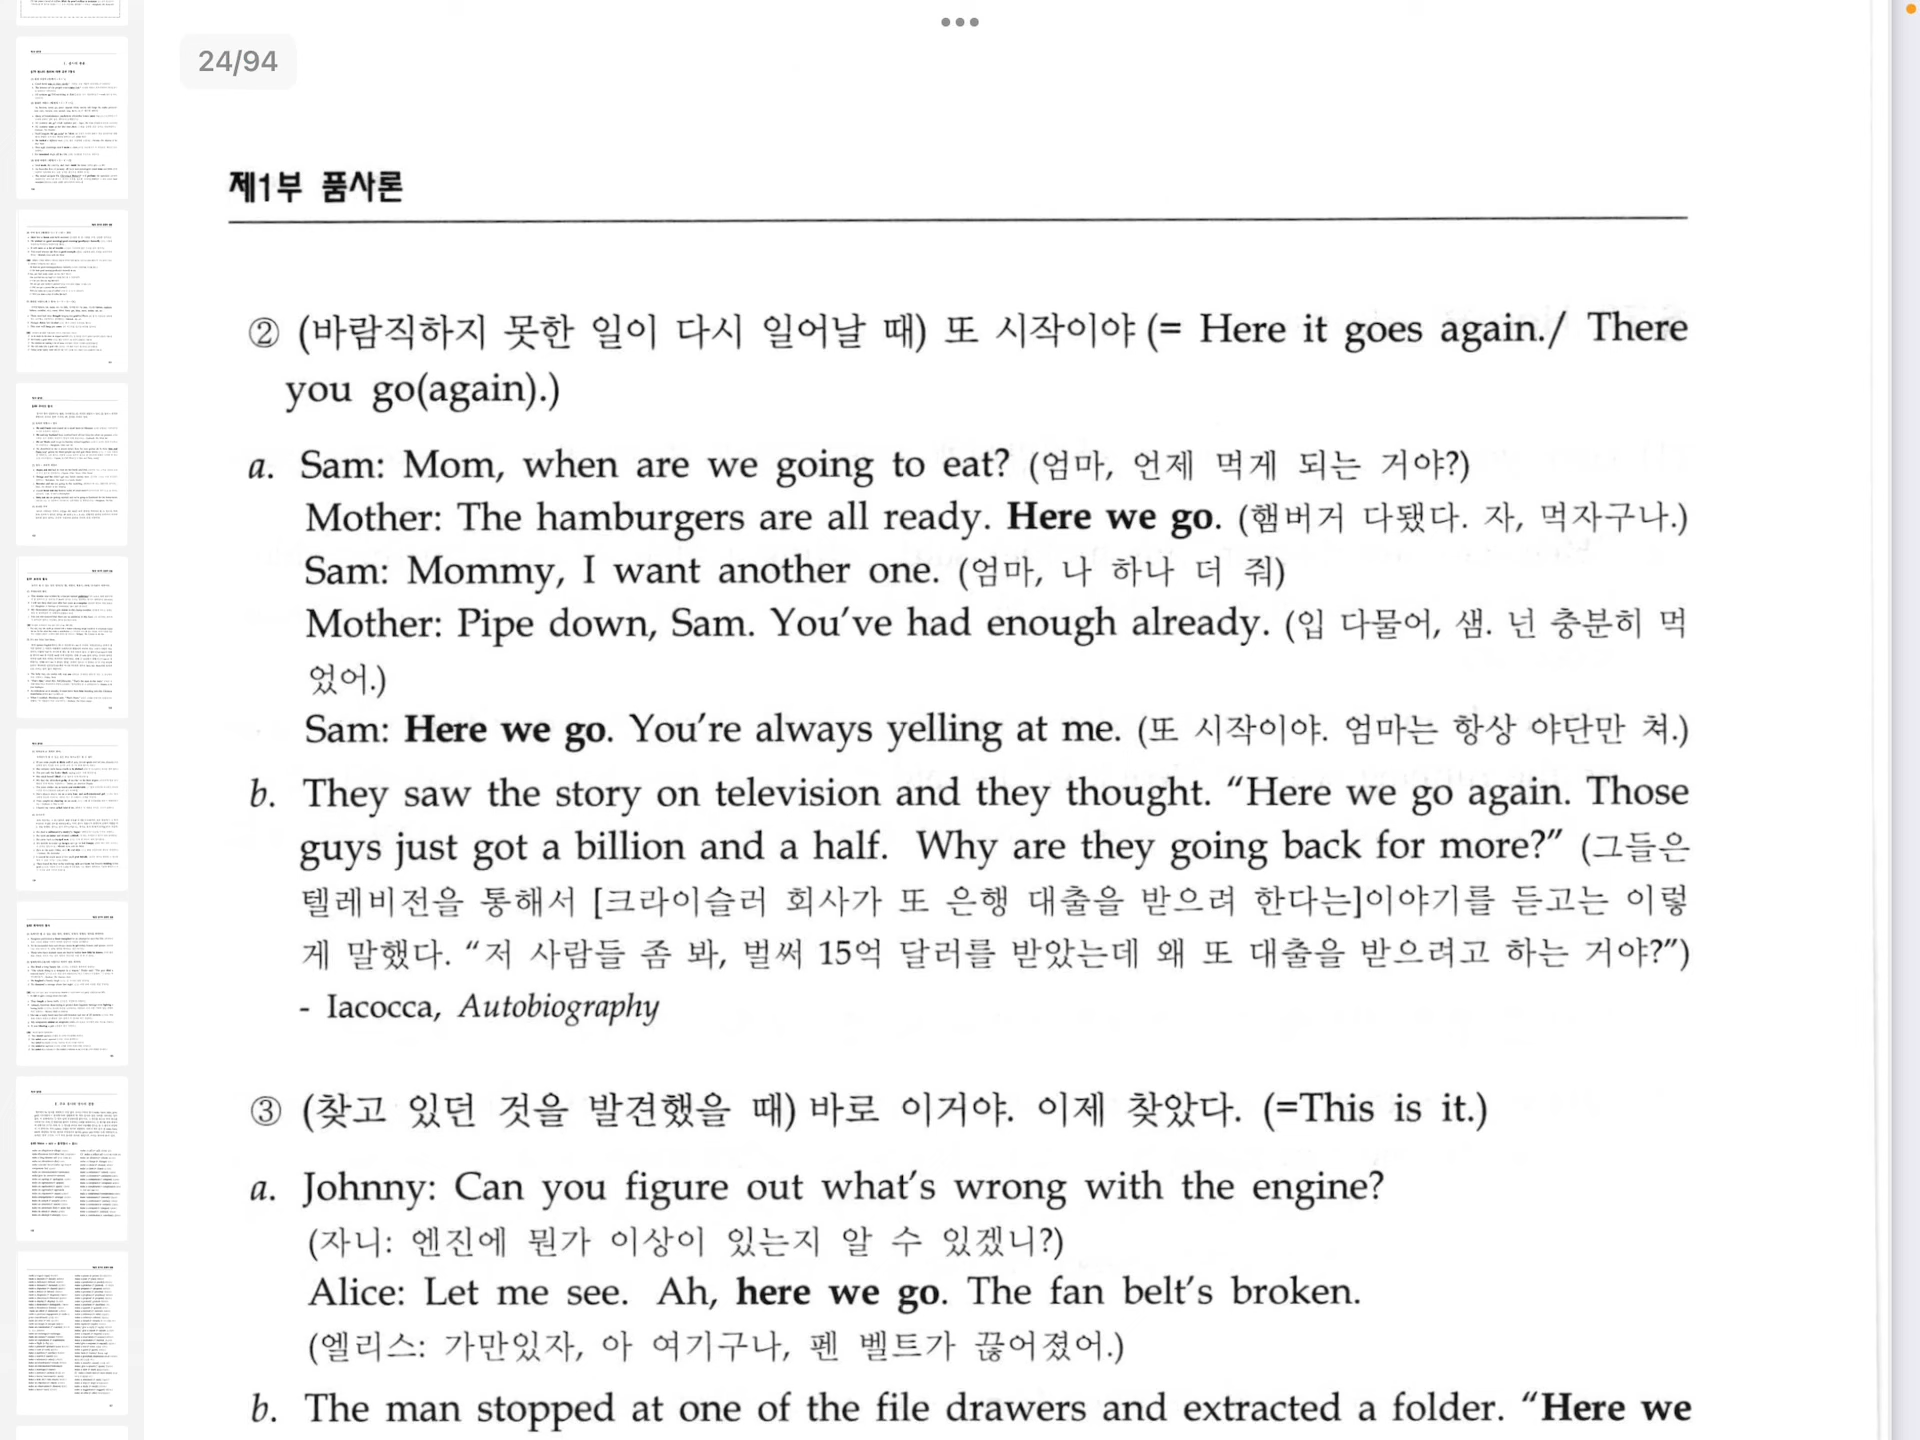 24/94
제1부 품사론
② (바람직하지 못한 일이 다시 일어날 때) 또 시작이야 (= Here it goes again./ There
you go(again).)
a. Sam: Mom, when are we going to eat? (엄마, 언제 먹게 되는 거야?)
Mother: The hamburgers are all ready. Here we go. (햄버거 다됐다. 자, 먹자구나.)
Sam: Mommy, I want another one. (엄마, 나 하나 더 줘)
Mother: Pipe down, Sam. You've had enough already. (입 다물어, 샘. 넌 충분히 먹
었어.)
Sam: Here we go. You're always yelling at me. (또 시작이야. 엄마는 항상 야단만 쳐.)
b. They saw the story on television and they thought. “Here we go again. Those
guys just got a billion and a half. Why are they going back for more?” (그들은
텔레비전을 통해서 [크라이슬러 회사가 또 은행 대출을 받으려 한다는]이야기를 듣고는 이렇
게 말했다. “저 사람들 좀 봐, 벌써 15억 달러를 받았는데 왜 또 대출을 받으려고 하는 거야?”)
- Iacocca, Autobiography
③ (찾고 있던 것을 발견했을 때) 바로 이거야. 이제 찾았다. (=This is it.)
a. Johnny: Can you figure out what's wrong with the engine?
(자니: 엔진에 뭔가 이상이 있는지 알 수 있겠니?)
Alice: Let me see. Ah, here we go. The fan belt's broken.
(엘리스: 가만있자, 아 여기구나, 펜 벨트가 끊어졌어.)
b. The man stopped at one of the file drawers and extracted a folder. “Here we